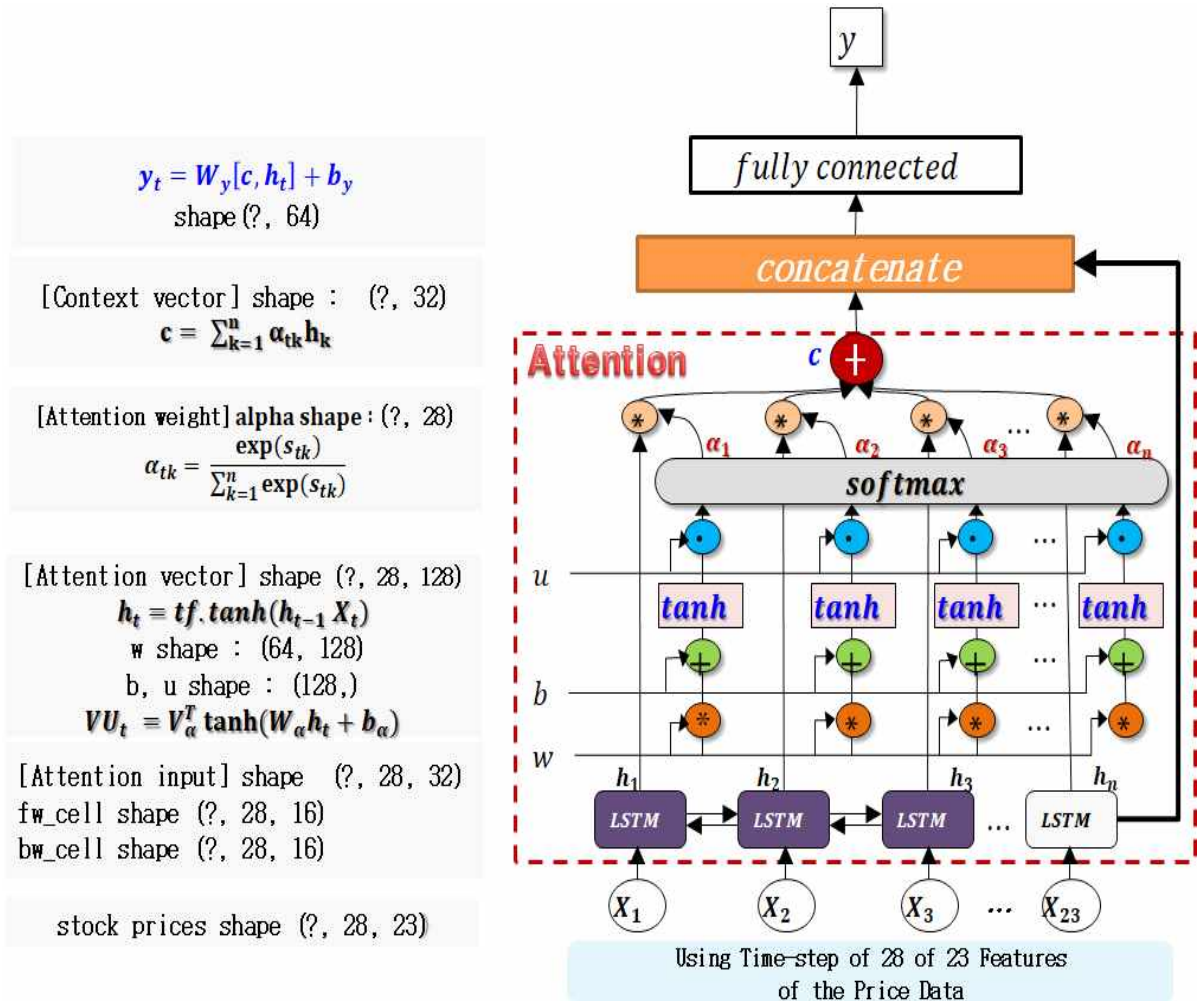 y
fully connected
concatenate
y_t = W_y[c, h_t] + b_y
shape(?, 64)
[Context vector] shape : (?, 32)
c = ∑_{k=1}^{n} α_{tk} h_k
[Attention weight] alpha shape : (?, 28)
α_{tk} = exp(s_{tk}) / ∑_{k=1}^{n} exp(s_{tk})
[Attention vector] shape (?, 28, 128)
h_t = tf.tanh(h_{t-1} X_t)
w shape : (64, 128)
b, u shape : (128,)
VU_t = V_α^T tanh(W_α h_t + b_α)
[Attention input] shape (?, 28, 32)
fw_cell shape (?, 28, 16)
bw_cell shape (?, 28, 16)
stock prices shape (?, 28, 23)
Attention
c +
* * * ... *
α_1 α_2 α_3 α_n
softmax
· · · ... ·
u
tanh tanh tanh ... tanh
+ + + ... +
b
* * * ... *
w
h_1 h_2 h_3 h_n
LSTM LSTM LSTM ... LSTM
X_1 X_2 X_3 ... X_23
Using Time-step of 28 of 23 Features
of the Price Data